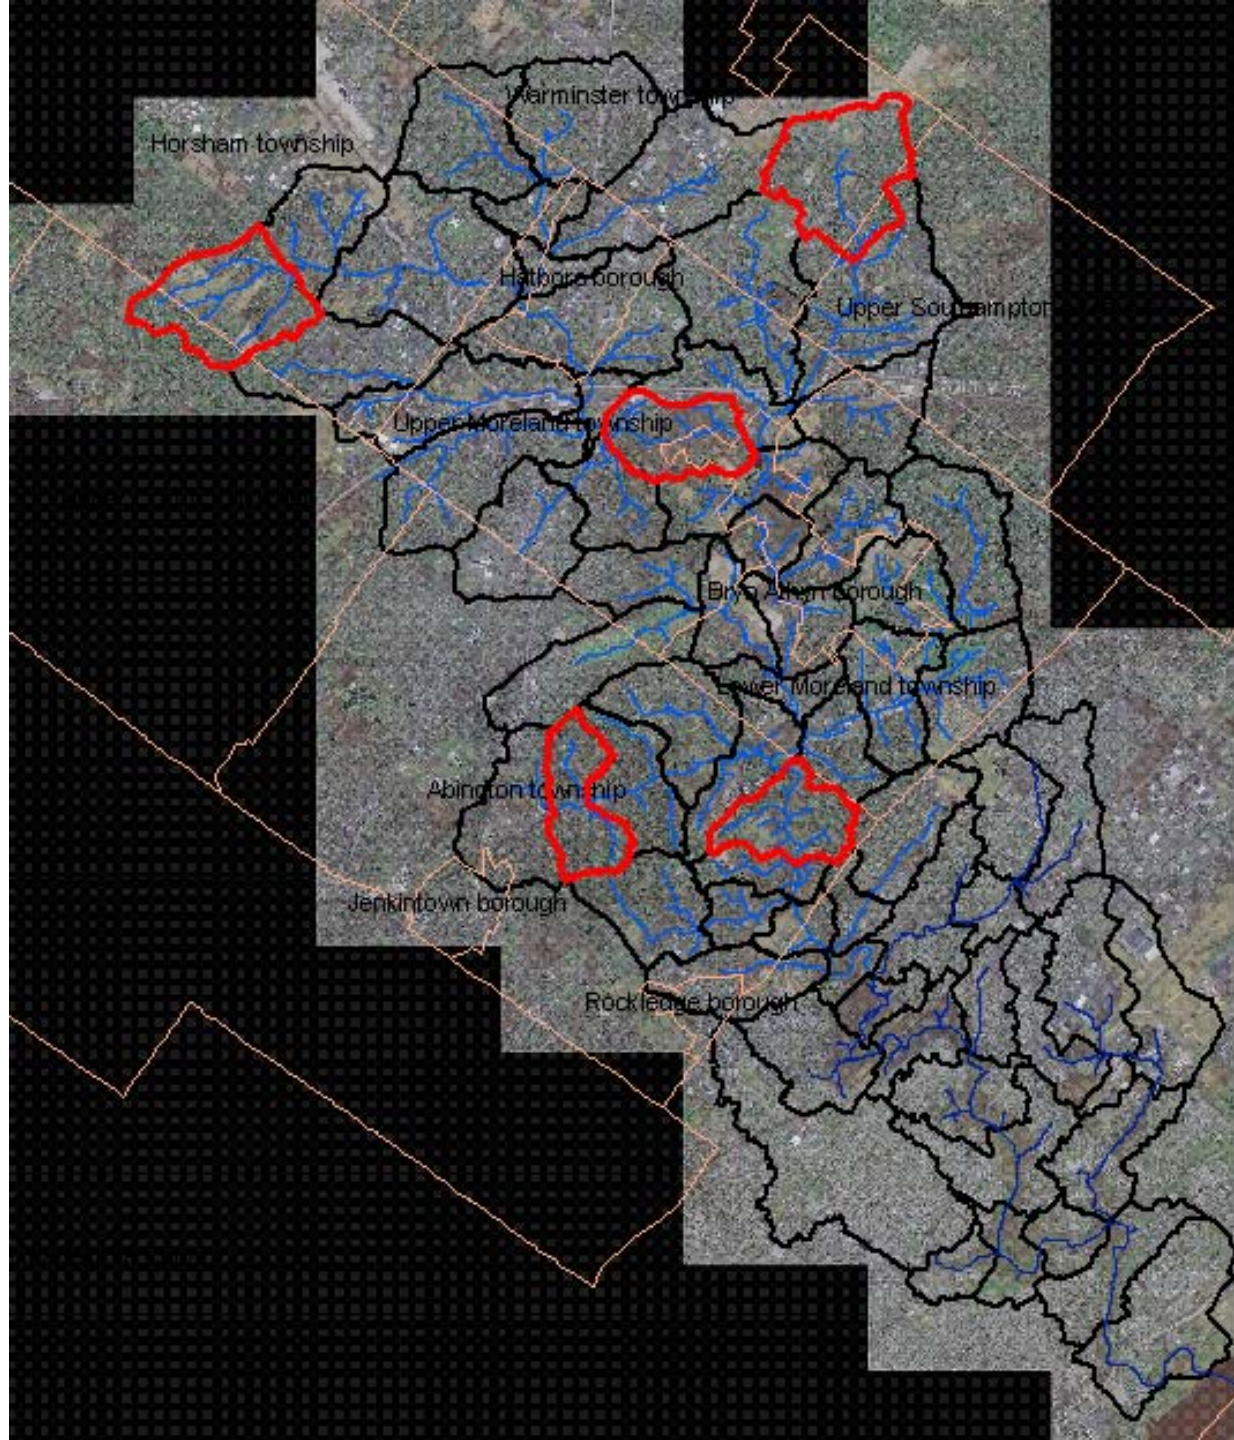 Warminster township
Horsham township
Hatboro borough
Upper Southampton
Upper Moreland township
Bryn Athyn borough
Lower Moreland township
Abington township
Jenkintown borough
Rockledge borough